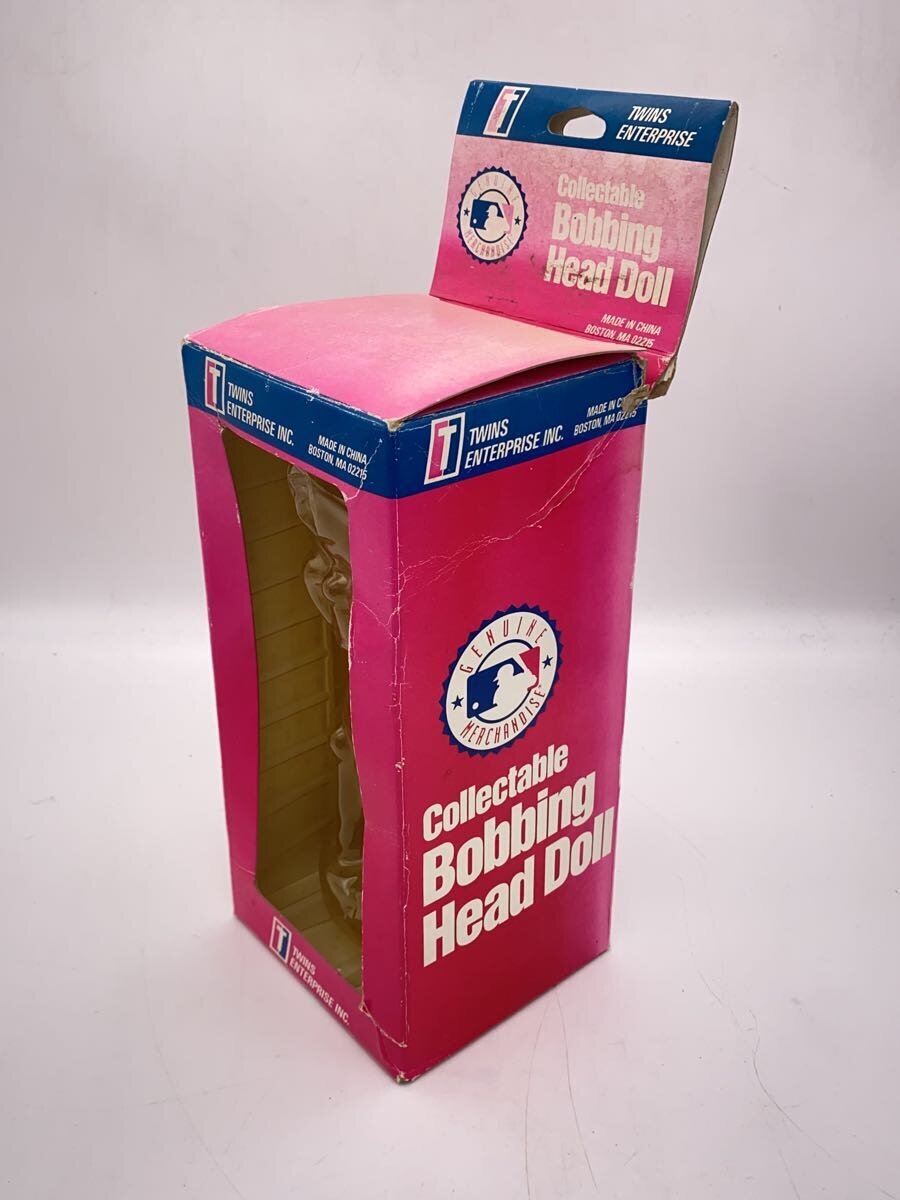 T
TWINS
ENTERPRISE
GENUINE
MERCHANDISE
Collectable
Bobbing
Head Doll
MADE IN CHINA
BOSTON, MA 02215
T
TWINS
ENTERPRISE INC.
MADE IN CHINA
BOSTON, MA 02215
T
TWINS
ENTERPRISE INC.
MADE IN
BOSTON, MA 02215
GENUINE
MERCHANDISE
Collectable
Bobbing
Head Doll
T
TWINS
ENTERPRISE INC.